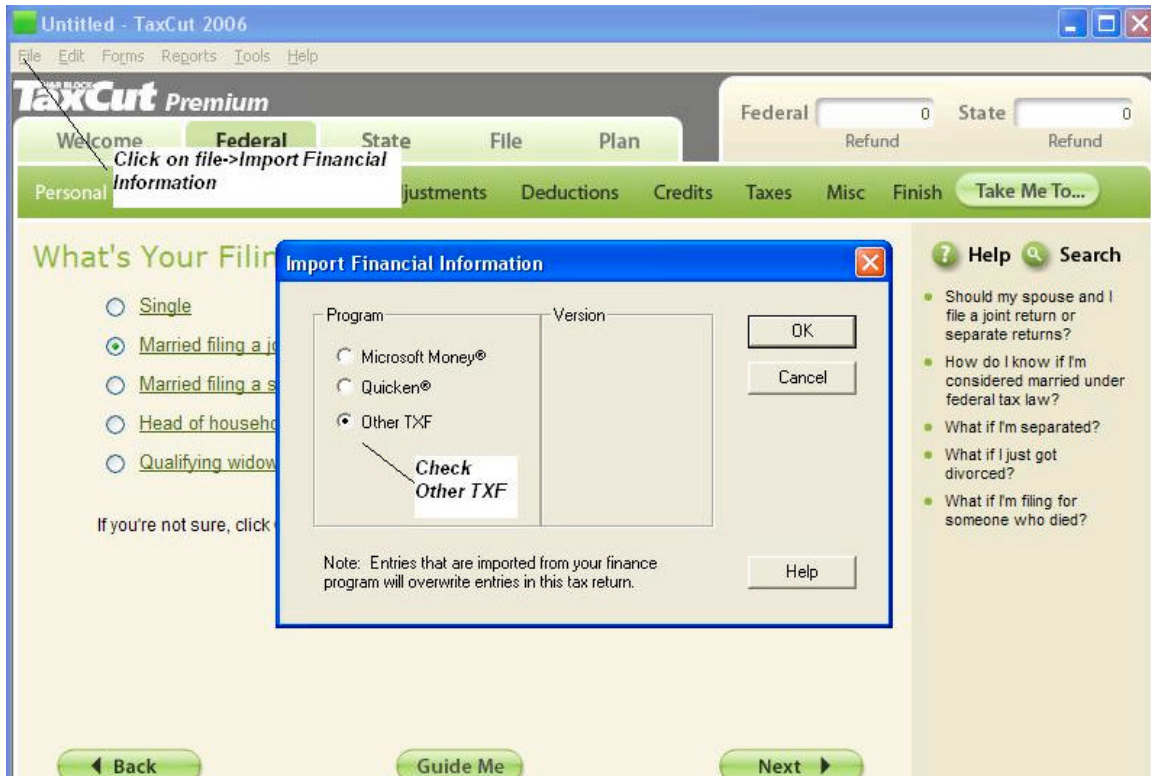 Untitled - TaxCut 2006
File Edit Forms Reports Tools Help
H&R BLOCK
TaxCut Premium
Federal 0 State 0
Refund Refund
Welcome Federal State File Plan
Click on file->Import Financial
Information
Personal justments Deductions Credits Taxes Misc Finish Take Me To...
What's Your Filin
Single
Married filing a jo
Married filing a s
Head of househo
Qualifying widow
If you're not sure, click
Import Financial Information
Program
Version
Microsoft Money®
Quicken®
Other TXF
Check
Other TXF
OK
Cancel
Note: Entries that are imported from your finance
program will overwrite entries in this tax return.
Help
Help Search
Should my spouse and I
file a joint return or
separate returns?
How do I know if I'm
considered married under
federal tax law?
What if I'm separated?
What if I just got
divorced?
What if I'm filing for
someone who died?
Back Guide Me Next